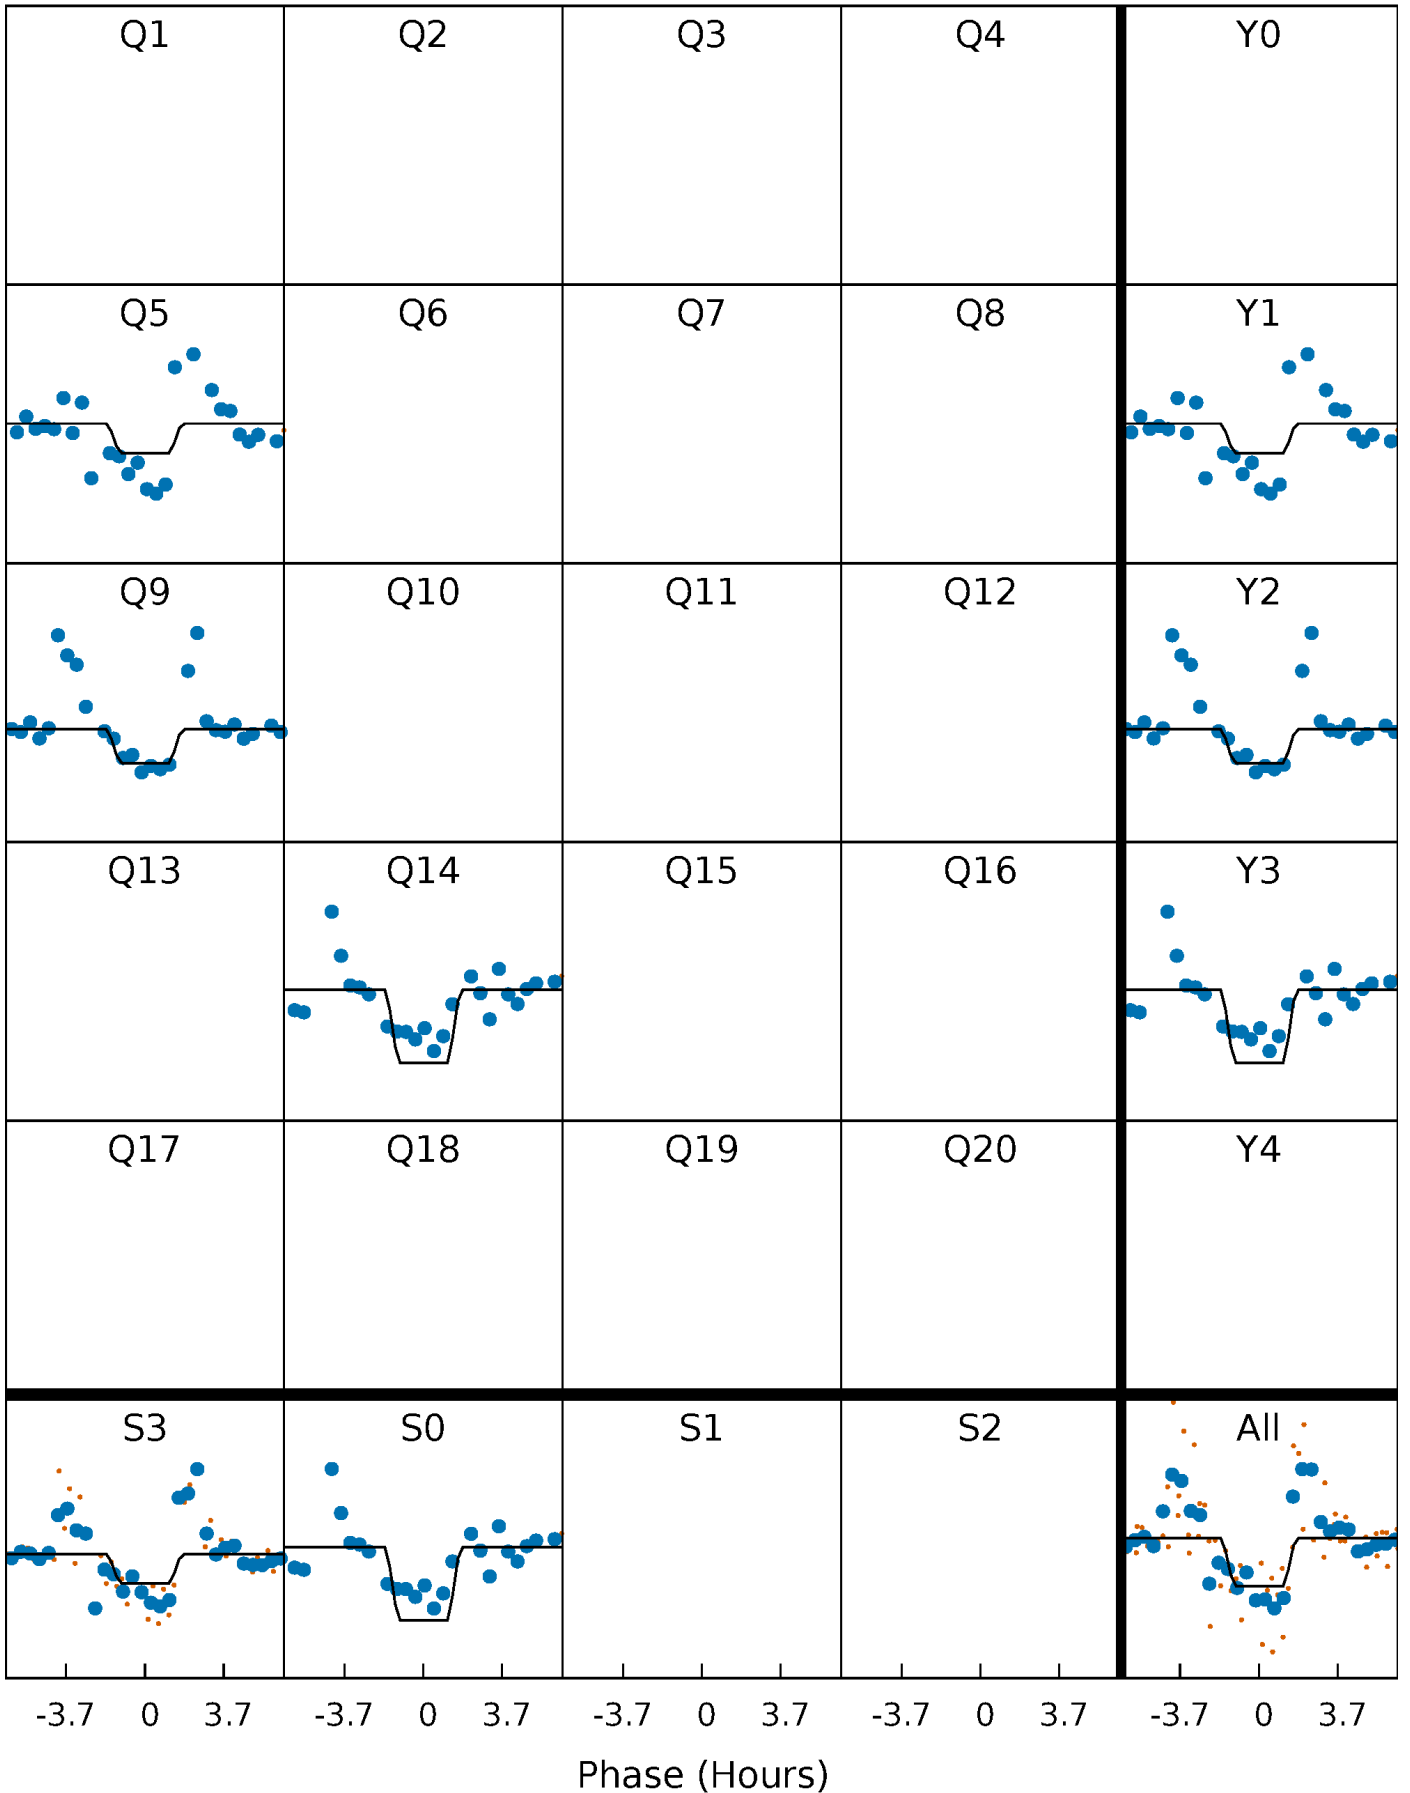 Q1 Q2 Q3 Q4 Y0
Q5 Q6 Q7 Q8 Y1
Q9 Q10 Q11 Q12 Y2
Q13 Q14 Q15 Q16 Y3
Q17 Q18 Q19 Q20 Y4
S3 S0 S1 S2 All
-3.7 0 3.7 -3.7 0 3.7 -3.7 0 3.7 -3.7 0 3.7 -3.7 0 3.7
Phase (Hours)